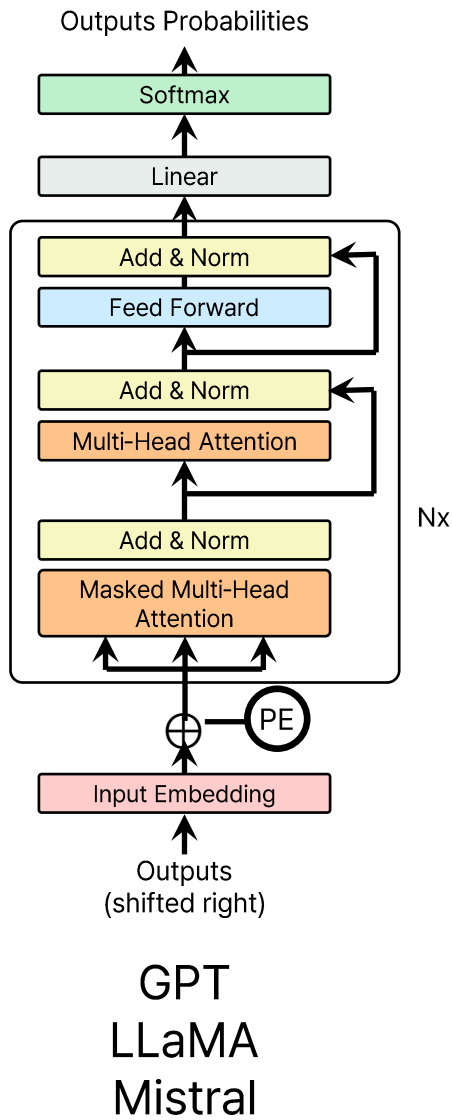 Outputs Probabilities
Softmax
Linear
Add & Norm
Feed Forward
Add & Norm
Multi-Head Attention
Nx
Add & Norm
Masked Multi-Head
Attention
PE
Input Embedding
Outputs
(shifted right)
GPT
LLaMA
Mistral